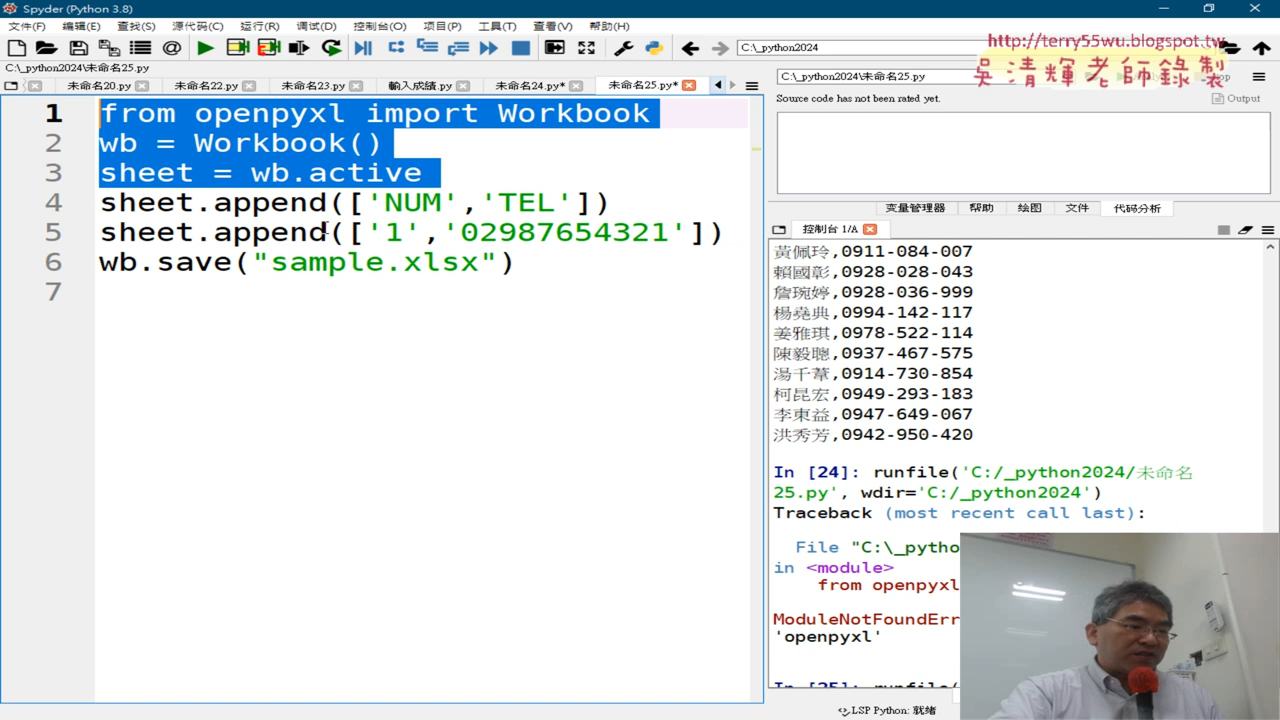 Spyder (Python 3.8)
文件(F) 编辑(E) 查找(S) 源代码(C) 运行(R) 调试(D) 控制台(O) 项目(P) 工具(T) 查看(V) 帮助(H)
C:\_python2024
http://terry55wu.blogspot.tw
吳清輝老師錄製
C:\_python2024\未命名25.py
未命名20.py 未命名22.py 未命名23.py 輸入成績.py 未命名24.py* 未命名25.py*
1 from openpyxl import Workbook
2 wb = Workbook()
3 sheet = wb.active
4 sheet.append(['NUM','TEL'])
5 sheet.append(['1','02987654321'])
6 wb.save("sample.xlsx")
7
C:\_python2024\未命名25.py
Source code has not been rated yet.
Output
变量管理器 帮助 绘图 文件 代码分析
控制台 1/A
黃佩玲,0911-084-007
賴國彰,0928-028-043
詹琬婷,0928-036-999
楊堯典,0994-142-117
姜雅琪,0978-522-114
陳毅聰,0937-467-575
湯千葦,0914-730-854
柯昆宏,0949-293-183
李東益,0947-649-067
洪秀芳,0942-950-420
In [24]: runfile('C:/_python2024/未命名
25.py', wdir='C:/_python2024')
Traceback (most recent call last):
File "C:\_pytho
in <module>
from openpyxl
ModuleNotFoundErr
'openpyxl'
In [25]: runfile(
LSP Python: 就绪